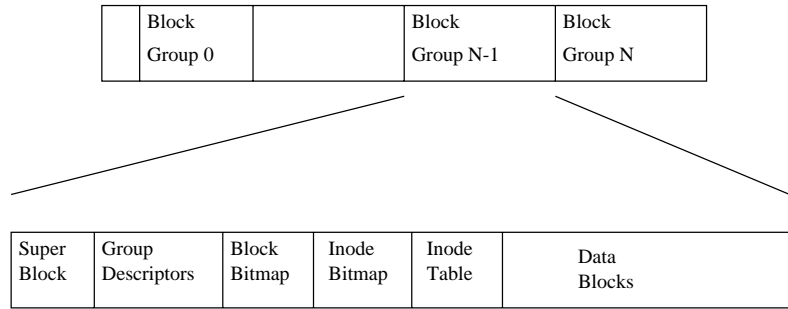 Block Block Block
Group 0 Group N-1 Group N
Super Group Block Inode Inode Data
Block Descriptors Bitmap Bitmap Table Blocks